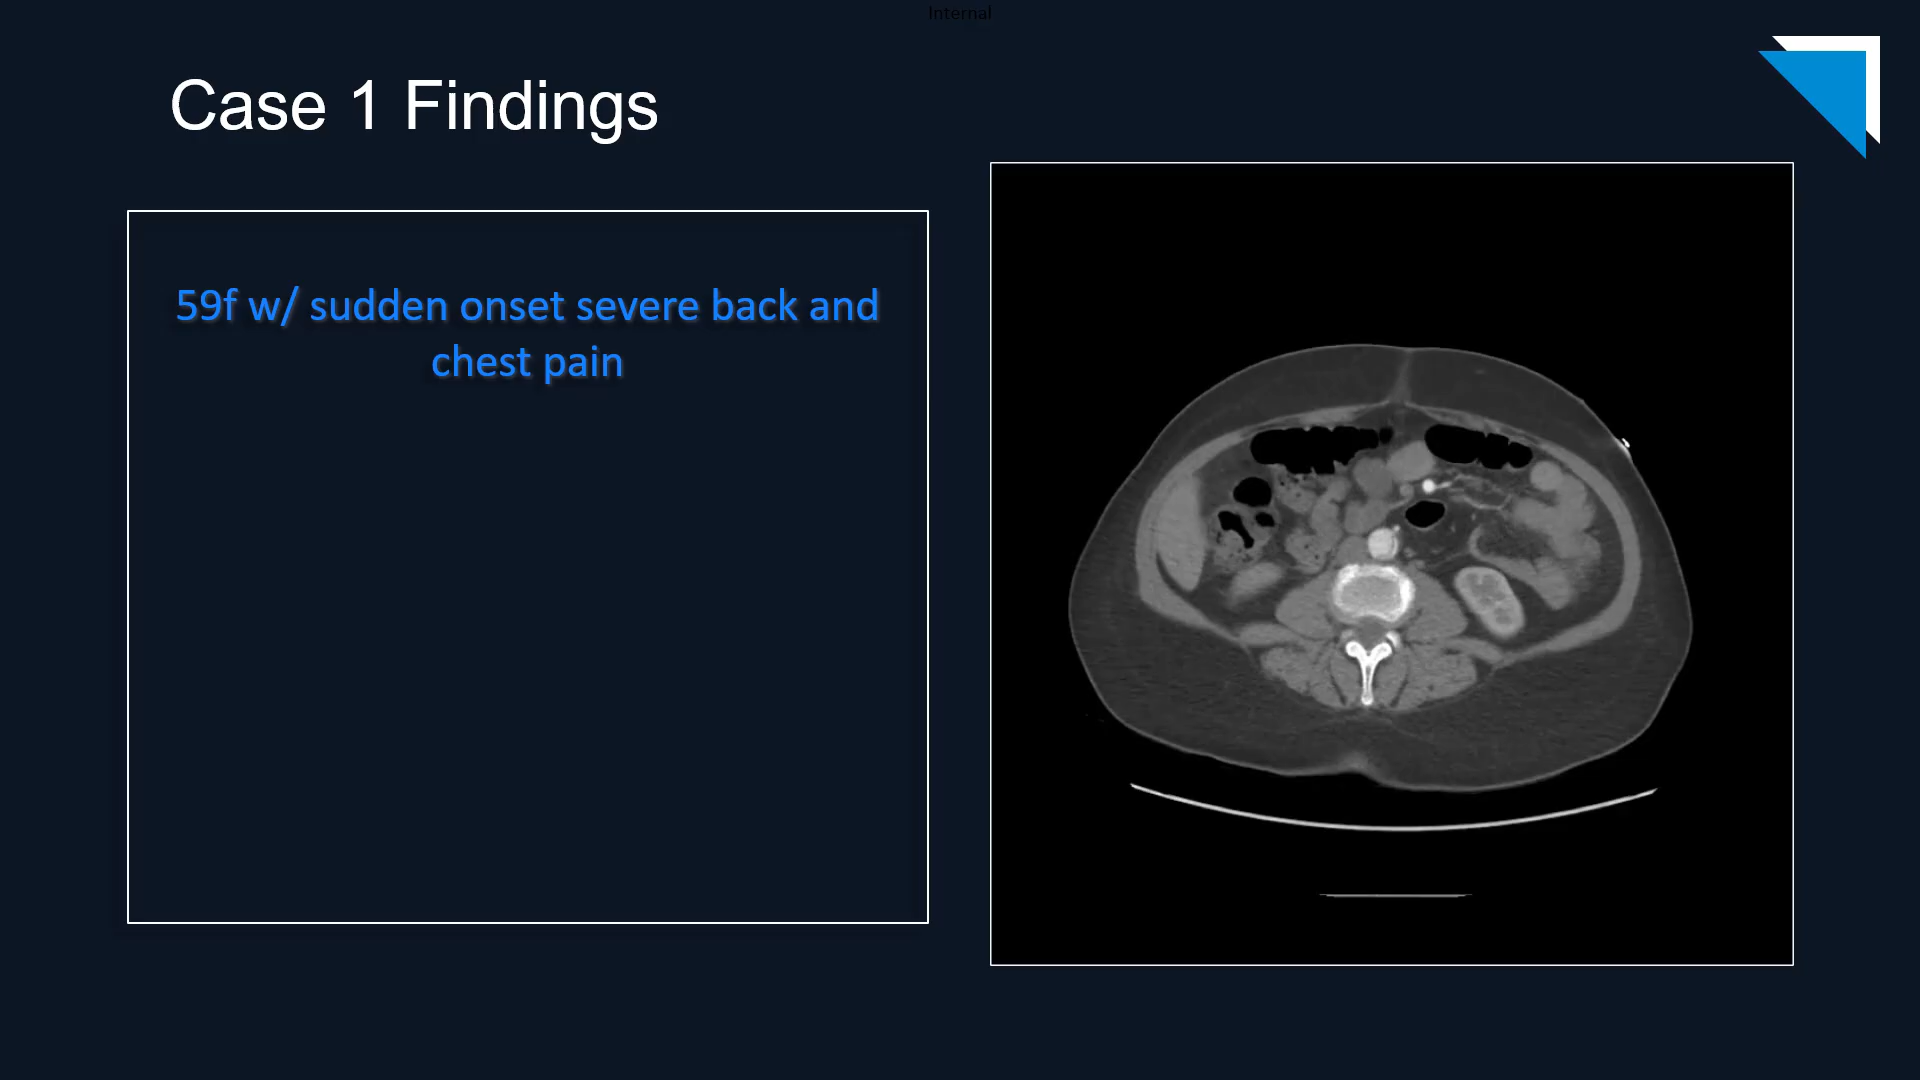 Internal
Case 1 Findings
59f w/ sudden onset severe back and
chest pain